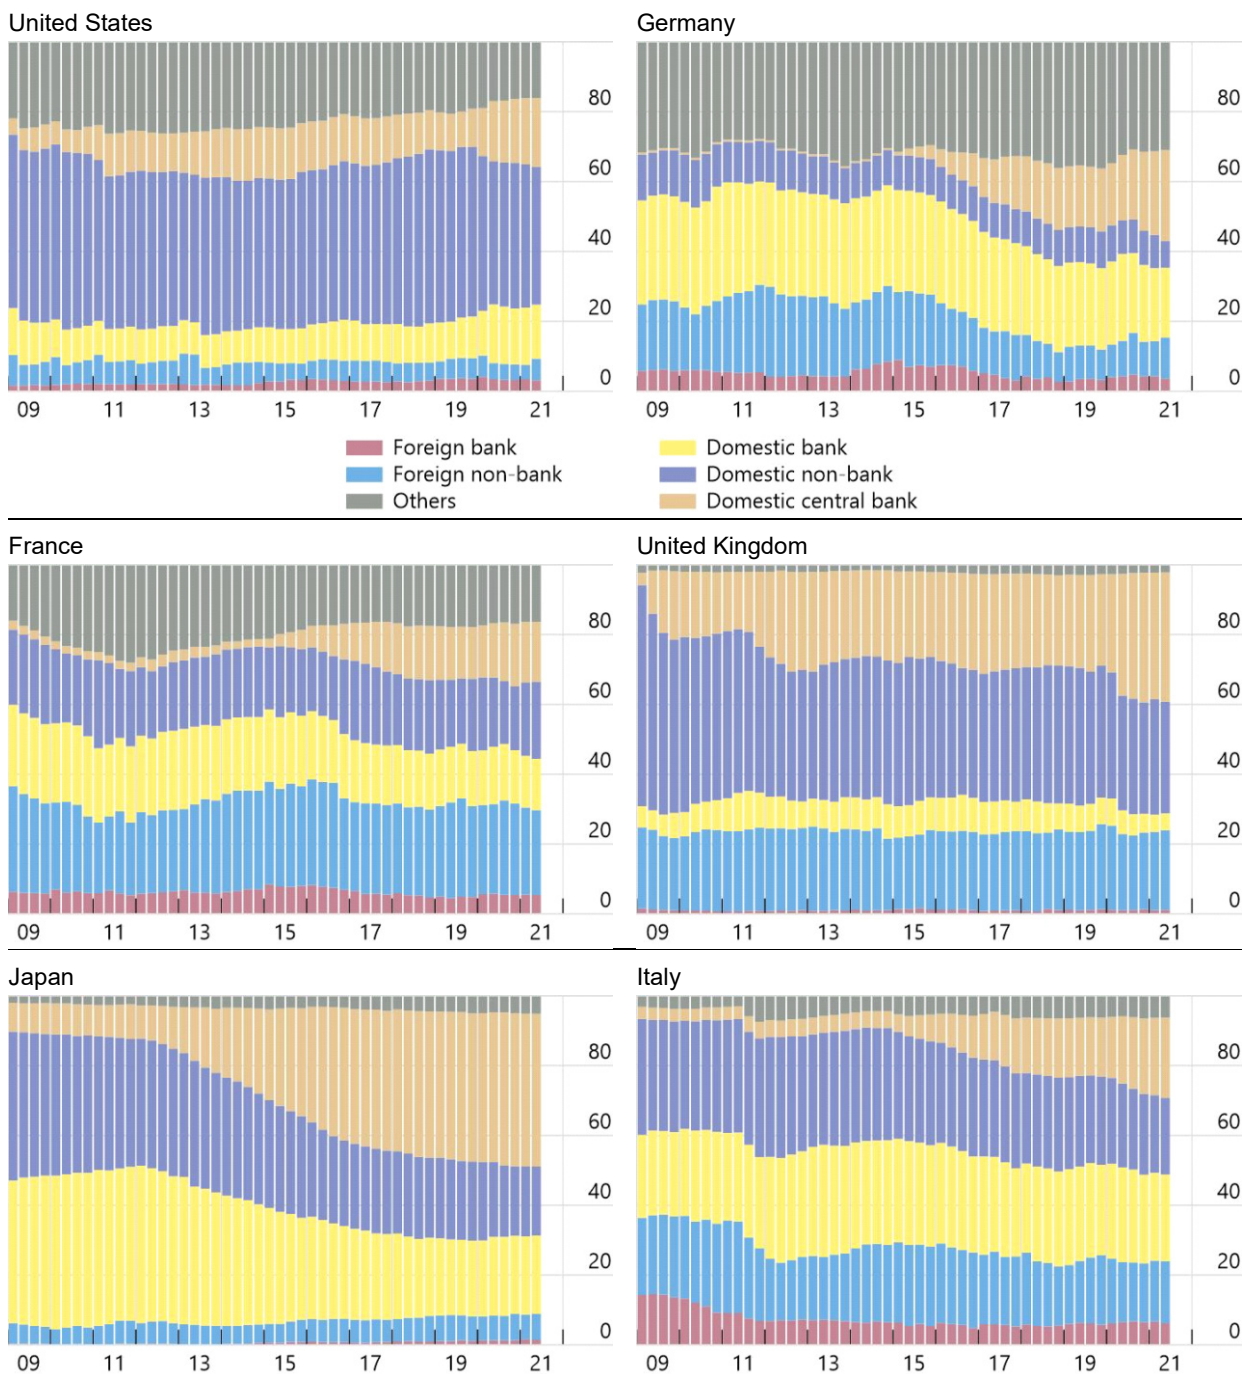 United States Germany
80 80
60 60
40 40
20 20
0 0
09 11 13 15 17 19 21 09 11 13 15 17 19 21
Foreign bank Domestic bank
Foreign non-bank Domestic non-bank
Others Domestic central bank
France United Kingdom
80 80
60 60
40 40
20 20
0 0
09 11 13 15 17 19 21 09 11 13 15 17 19 21
Japan Italy
80 80
60 60
40 40
20 20
0 0
09 11 13 15 17 19 21 09 11 13 15 17 19 21